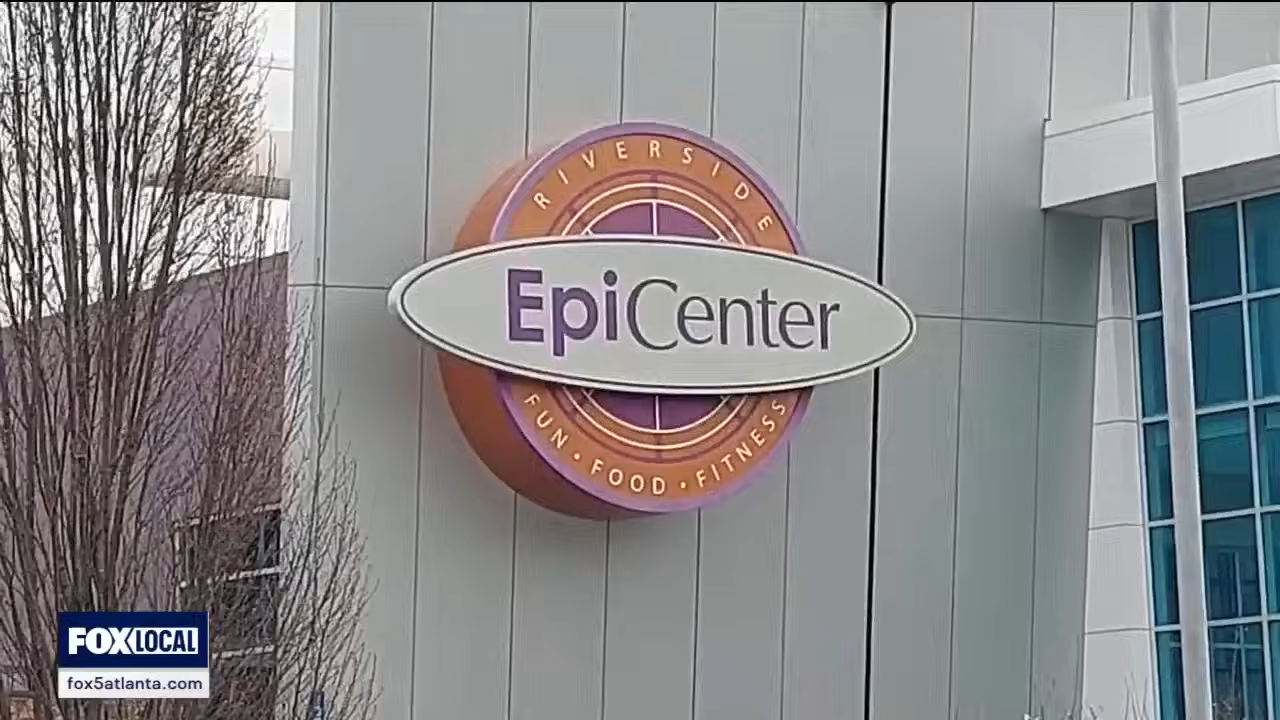 RIVERSIDE
EpiCenter
FUN • FOOD • FITNESS
FOX LOCAL
fox5atlanta.com